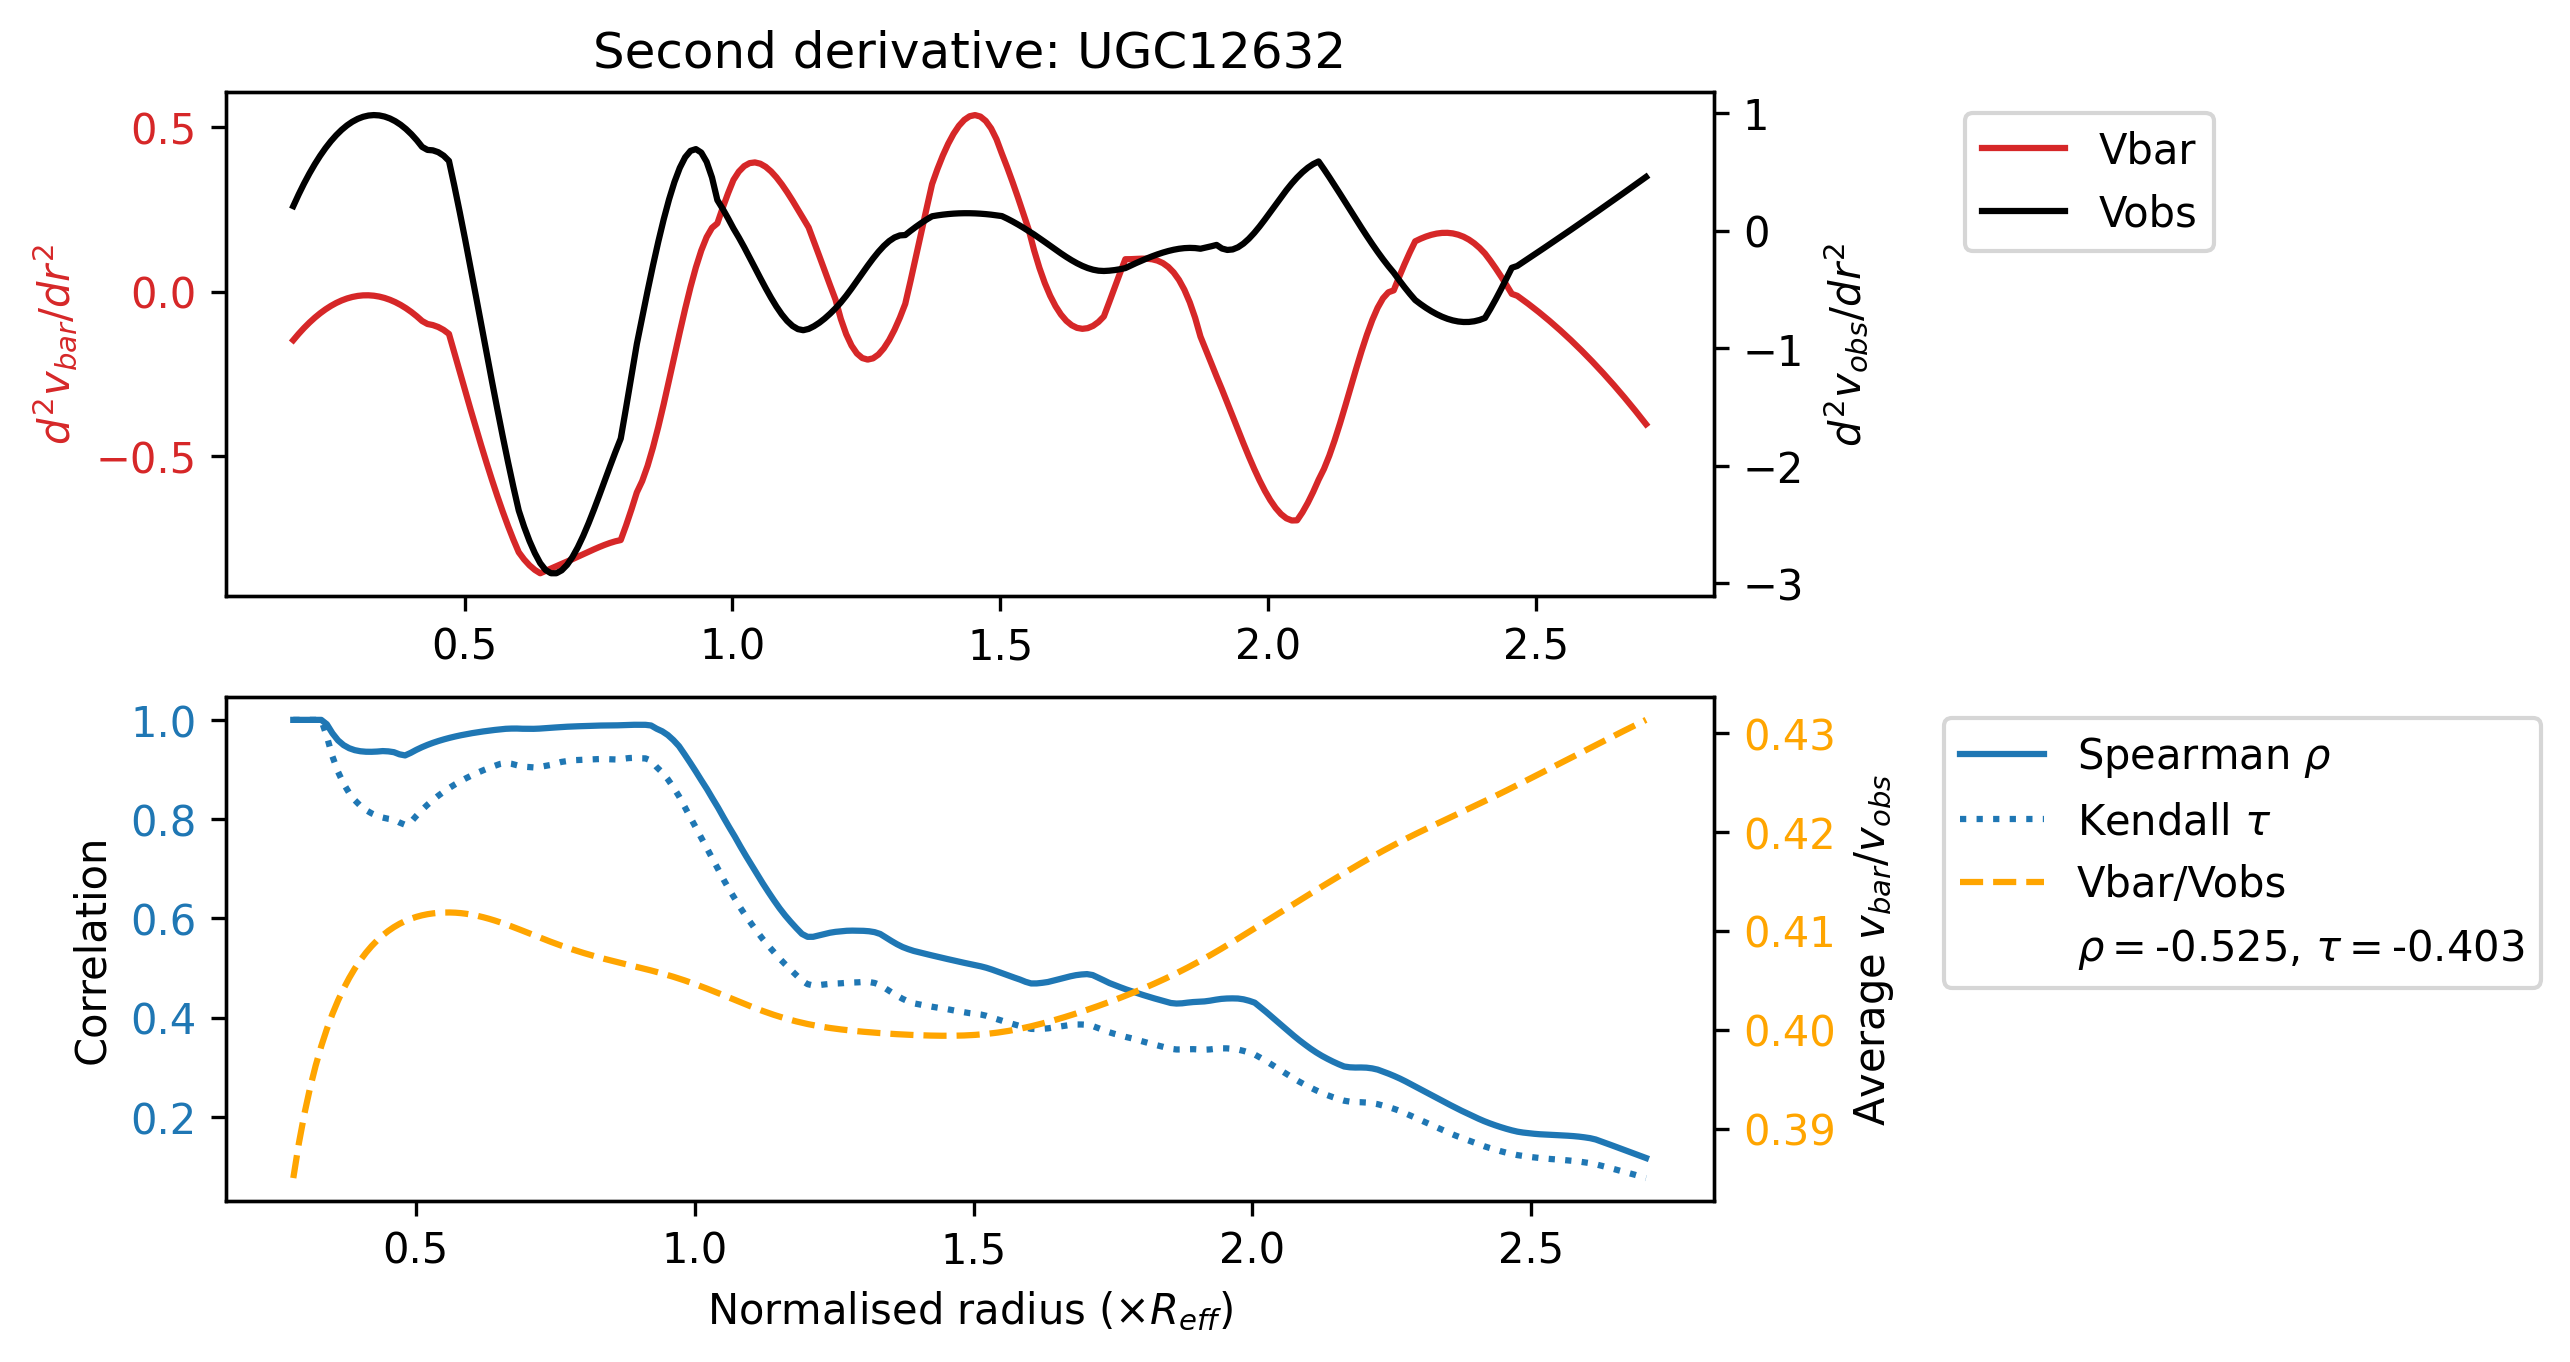 Second derivative: UGC12632
0.5
0.0
−0.5
d²v_bar/dr²
1
0
−1
−2
−3
d²v_obs/dr²
Vbar
Vobs
0.5 1.0 1.5 2.0 2.5
1.0
0.8
0.6
0.4
0.2
Correlation
0.43
0.42
0.41
0.40
0.39
Average v_bar/v_obs
Spearman ρ
Kendall τ
Vbar/Vobs
ρ = -0.525, τ = -0.403
0.5 1.0 1.5 2.0 2.5
Normalised radius (×R_eff)